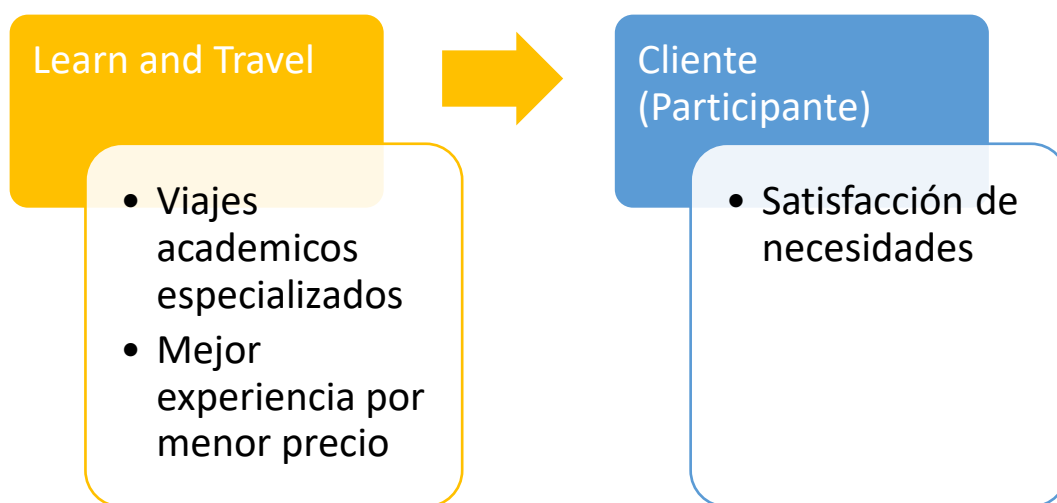 Learn and Travel
• Viajes
academicos
especializados
• Mejor
experiencia por
menor precio
Cliente
(Participante)
• Satisfacción de
necesidades